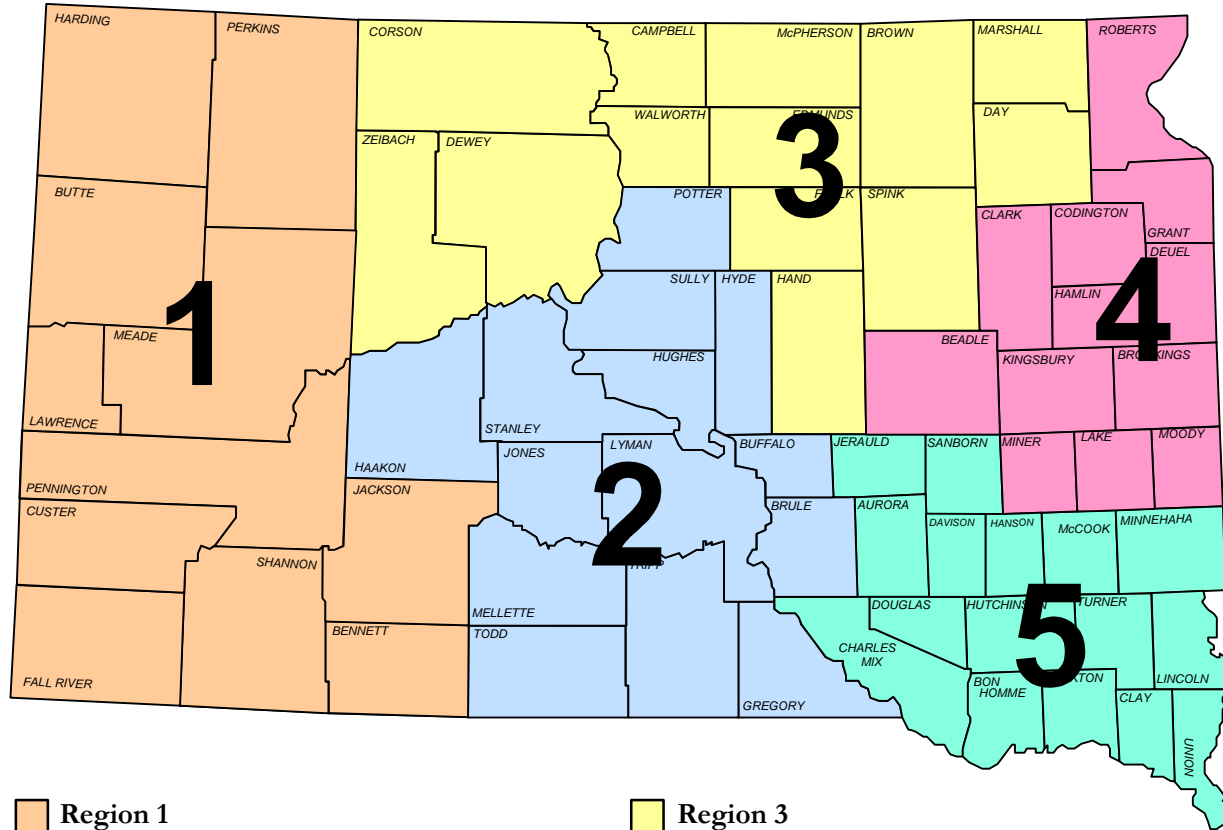 HARDING
PERKINS
CORSON
CAMPBELL
McPHERSON
BROWN
MARSHALL
ROBERTS
WALWORTH
EDMUNDS
DAY
ZEIBACH
DEWEY
3
BUTTE
POTTER
FAULK
SPINK
CLARK
CODINGTON
GRANT
DEUEL
SULLY
HYDE
HAND
HAMLIN
1
4
MEADE
BEADLE
HUGHES
KINGSBURY
BROOKINGS
LAWRENCE
STANLEY
LYMAN
BUFFALO
JERAULD
SANBORN
MINER
LAKE
MOODY
JONES
HAAKON
PENNINGTON
JACKSON
2
BRULE
AURORA
CUSTER
DAVISON
HANSON
McCOOK
MINNEHAHA
SHANNON
TRIPP
MELLETTE
DOUGLAS
HUTCHINSON
TURNER
BENNETT
TODD
5
CHARLES
MIX
FALL RIVER
BON
HOMME
YANKTON
LINCOLN
CLAY
GREGORY
UNION
Region 1
Region 3